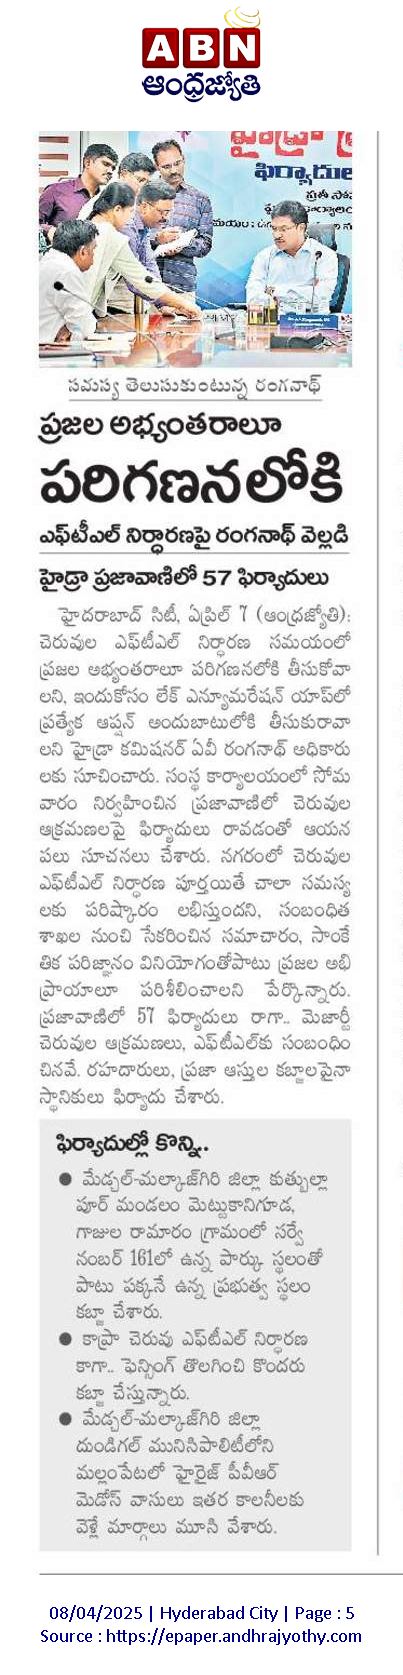 ABN
ఆంధ్రజ్యోతి
ఫిర్యాదుల
సమస్య తెలుసుకుంటున్న రంగనాథ్
ప్రజల అభ్యంతరాలూ
పరిగణనలోకి
ఎఫ్‌టీఎల్ నిర్ధారణపై రంగనాథ్ వెల్లడి
హైడ్రా ప్రజావాణిలో 57 ఫిర్యాదులు
హైదరాబాద్ సిటీ, ఏప్రిల్ 7 (ఆంధ్రజ్యోతి):
చెరువుల ఎఫ్‌టీఎల్ నిర్ధారణ సమయంలో
ప్రజల అభ్యంతరాలూ పరిగణనలోకి తీసుకోవా
లని, ఇందుకోసం లేక్ ఎన్యూమరేషన్ యాప్‌లో
ప్రత్యేక ఆప్షన్ అందుబాటులోకి తీసుకురావా
లని హైడ్రా కమిషనర్ ఏవీ రంగనాథ్ అధికారు
లకు సూచించారు. సంస్థ కార్యాలయంలో సోమ
వారం నిర్వహించిన ప్రజావాణిలో చెరువుల
ఆక్రమణలపై ఫిర్యాదులు రావడంతో ఆయన
పలు సూచనలు చేశారు. నగరంలో చెరువుల
ఎఫ్‌టీఎల్ నిర్ధారణ పూర్తయితే చాలా సమస్య
లకు పరిష్కారం లభిస్తుందని, సంబంధిత
శాఖల నుంచి సేకరించిన సమాచారం, సాంకే
తిక పరిజ్ఞానం వినియోగంతోపాటు ప్రజల అభి
ప్రాయాలూ పరిశీలించాలని పేర్కొన్నారు.
ప్రజావాణిలో 57 ఫిర్యాదులు రాగా.. మెజార్టీ
చెరువుల ఆక్రమణలు, ఎఫ్‌టీఎల్‌కు సంబంధిం
చినవే. రహదారులు, ప్రజా ఆస్తుల కబ్జాలపైనా
స్థానికులు ఫిర్యాదు చేశారు.
ఫిర్యాదుల్లో కొన్ని..
● మేడ్చల్-మల్కాజ్‌గిరి జిల్లా కుత్బుల్లా
పూర్ మండలం మెట్టుకానిగూడ,
గాజుల రామారం గ్రామంలో సర్వే
నంబర్ 161లో ఉన్న పార్కు స్థలంతో
పాటు పక్కనే ఉన్న ప్రభుత్వ స్థలం
కబ్జా చేశారు.
● కాప్రా చెరువు ఎఫ్‌టీఎల్ నిర్ధారణ
కాగా.. ఫెన్సింగ్ తొలగించి కొందరు
కబ్జా చేస్తున్నారు.
● మేడ్చల్-మల్కాజ్‌గిరి జిల్లా
దుండిగల్ మునిసిపాలిటీలోని
మల్లంపేటలో హైరైజ్ పీవీఆర్
మెడోస్ వాసులు ఇతర కాలనీలకు
వెళ్లే మార్గాలు మూసి వేశారు.
08/04/2025 | Hyderabad City | Page : 5
Source : https://epaper.andhrajyothy.com